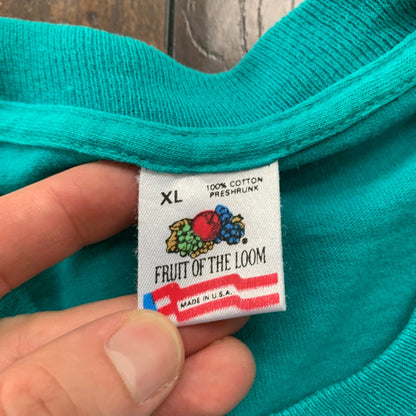 XL
100% COTTON
PRESHRUNK
FRUIT OF THE LOOM
MADE IN U.S.A.